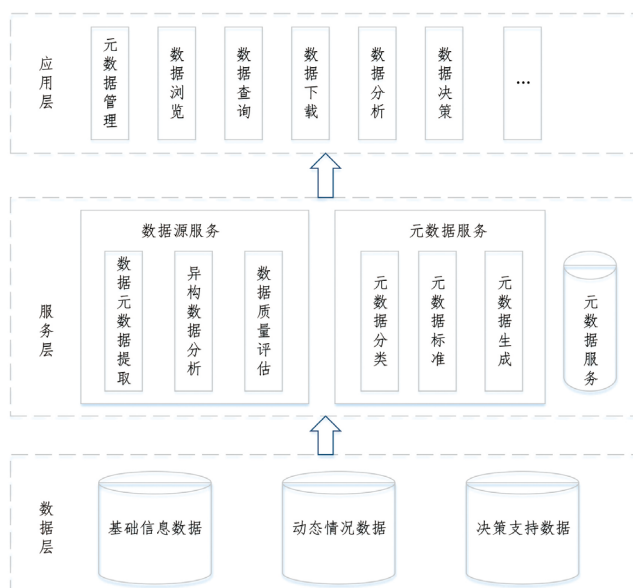 应用层
元数据管理
数据浏览
数据查询
数据下载
数据分析
数据决策
...
服务层
数据源服务
数据元数据提取
异构数据分析
数据质量评估
元数据服务
元数据分类
元数据标准
元数据生成
元数据服务
数据层
基础信息数据
动态情况数据
决策支持数据